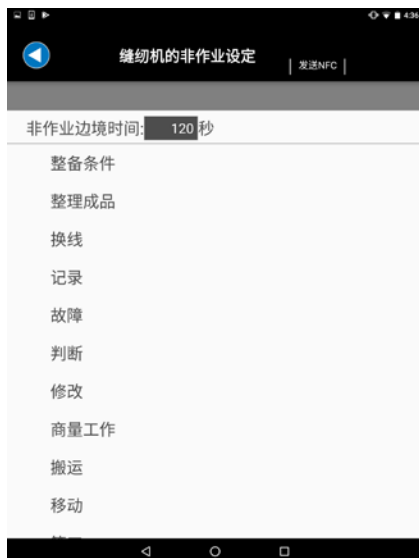 4:36
缝纫机的非作业设定
发送NFC
非作业边境时间: 120 秒
整备条件
整理成品
换线
记录
故障
判断
修改
商量工作
搬运
移动